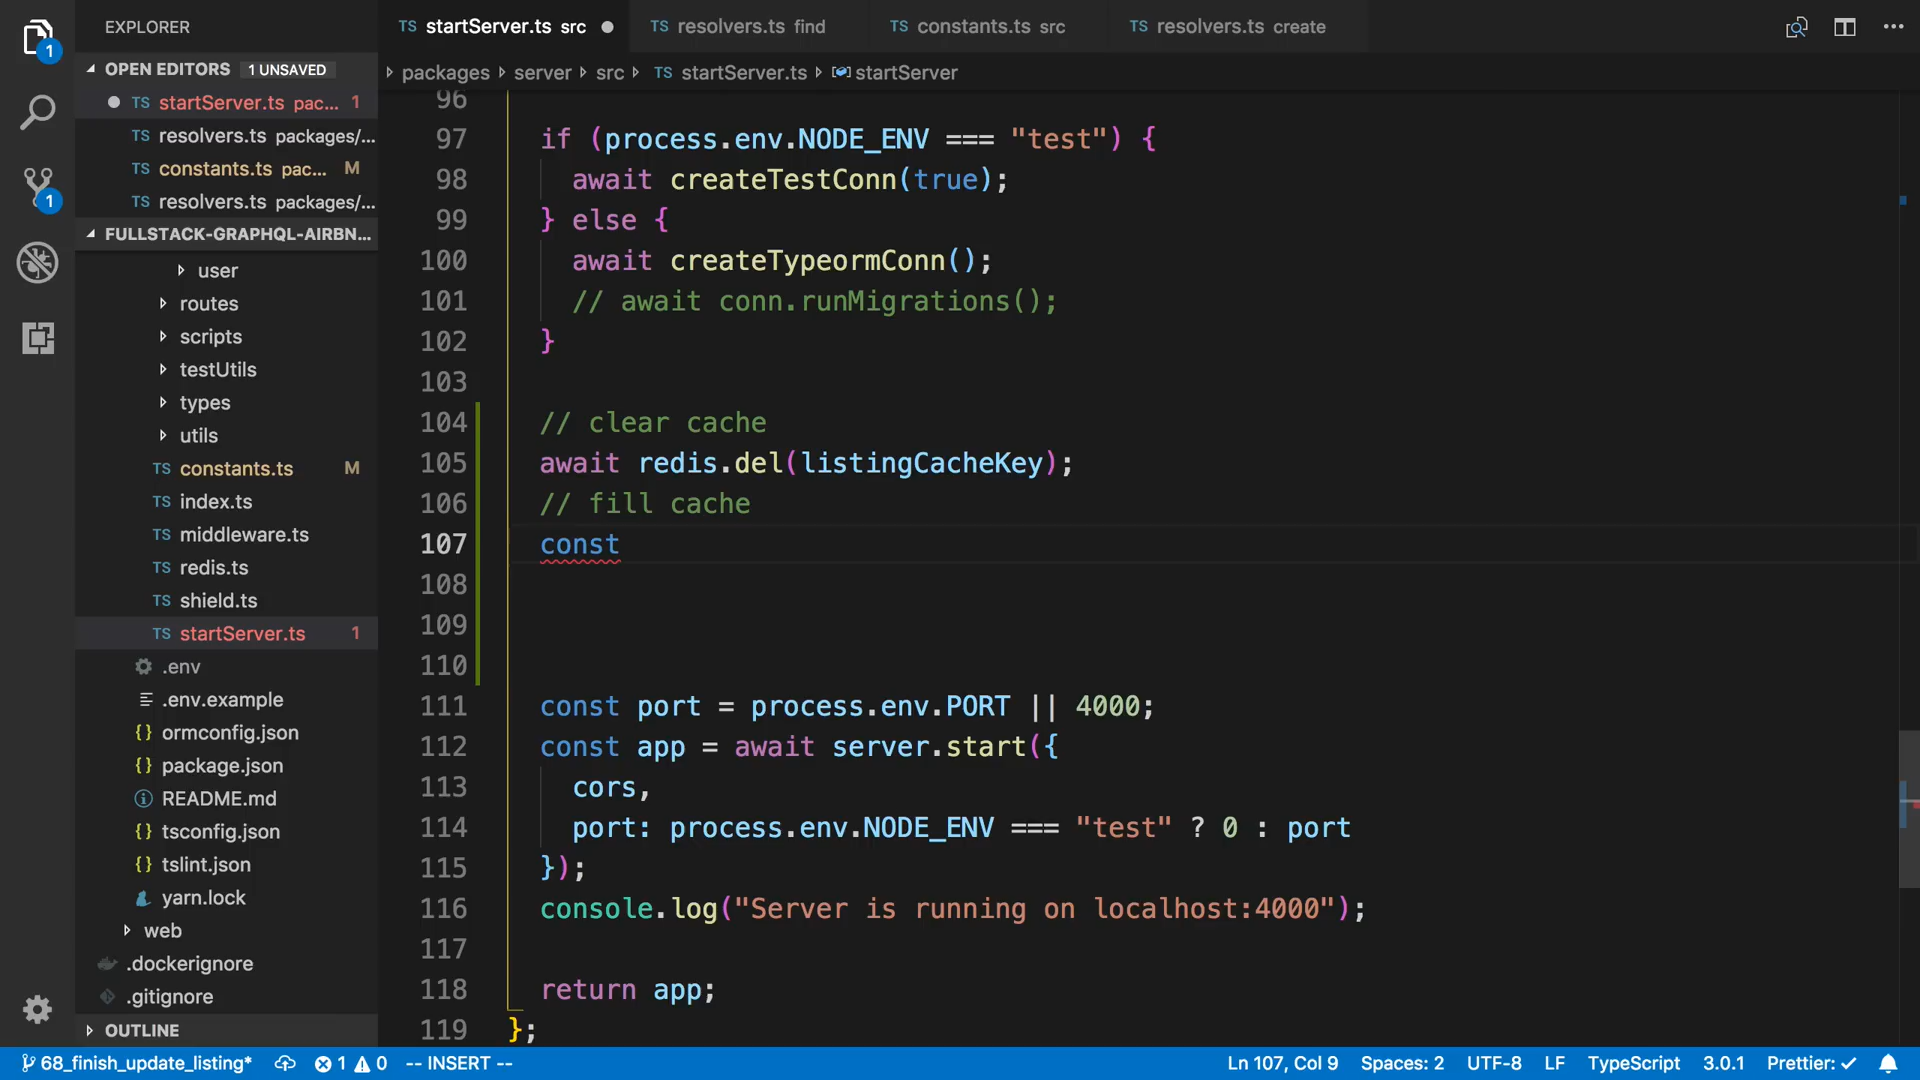 EXPLORER
OPEN EDITORS 1 UNSAVED
TS startServer.ts pac... 1
TS resolvers.ts packages/...
TS constants.ts pac... M
TS resolvers.ts packages/...
FULLSTACK-GRAPHQL-AIRBN...
user
routes
scripts
testUtils
types
utils
TS constants.ts M
TS index.ts
TS middleware.ts
TS redis.ts
TS shield.ts
TS startServer.ts 1
.env
.env.example
{} ormconfig.json
{} package.json
README.md
{} tsconfig.json
{} tslint.json
yarn.lock
web
.dockerignore
.gitignore
OUTLINE
1
1
TS startServer.ts src ● TS resolvers.ts find TS constants.ts src TS resolvers.ts create
packages server src TS startServer.ts startServer
96
97 if (process.env.NODE_ENV === "test") {
98 await createTestConn(true);
99 } else {
100 await createTypeormConn();
101 // await conn.runMigrations();
102 }
103
104 // clear cache
105 await redis.del(listingCacheKey);
106 // fill cache
107 const
108
109
110
111 const port = process.env.PORT || 4000;
112 const app = await server.start({
113 cors,
114 port: process.env.NODE_ENV === "test" ? 0 : port
115 });
116 console.log("Server is running on localhost:4000");
117
118 return app;
119 };
68_finish_update_listing* 1 0 -- INSERT -- Ln 107, Col 9 Spaces: 2 UTF-8 LF TypeScript 3.0.1 Prettier: ✓